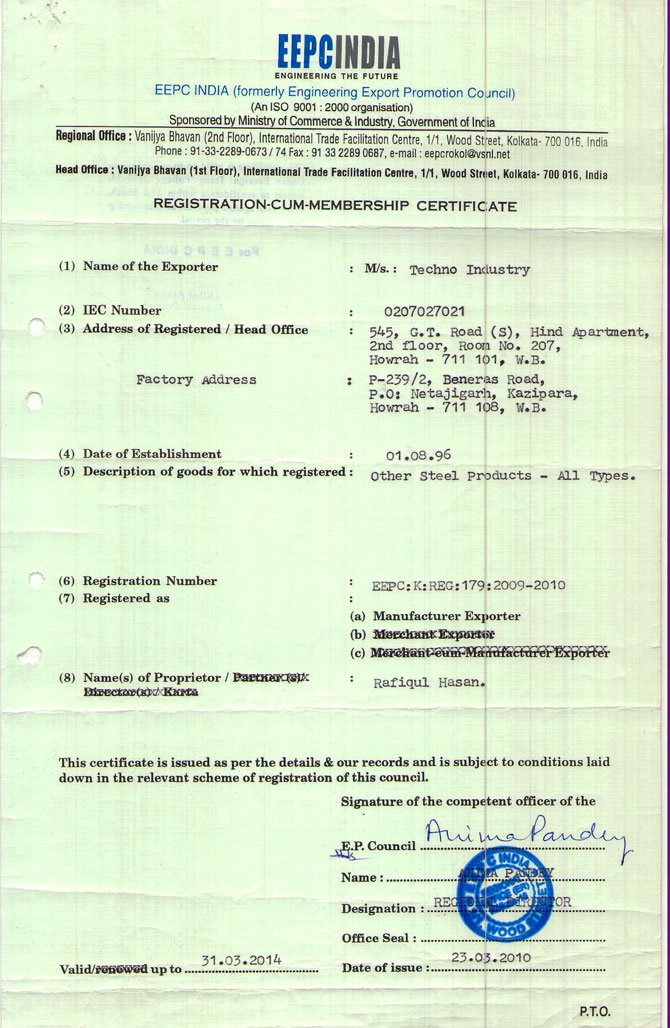 EEPCINDIA
ENGINEERING THE FUTURE
EEPC INDIA (formerly Engineering Export Promotion Council)
(An ISO 9001 : 2000 organisation)
Sponsored by Ministry of Commerce & Industry, Government of India
Regional Office : Vanijya Bhavan (2nd Floor), International Trade Facilitation Centre, 1/1, Wood Street, Kolkata- 700 016, India
Phone : 91-33-2289-0673 / 74 Fax : 91 33 2289 0687, e-mail : eepcrokol@vsnl.net
Head Office : Vanijya Bhavan (1st Floor), International Trade Facilitation Centre, 1/1, Wood Street, Kolkata- 700 016, India
REGISTRATION-CUM-MEMBERSHIP CERTIFICATE
(1) Name of the Exporter : M/s.: Techno Industry
(2) IEC Number : 0207027021
(3) Address of Registered / Head Office : 545, G.T. Road (S), Hind Apartment,
2nd floor, Room No. 207,
Howrah - 711 101, W.B.
Factory Address : P-239/2, Beneras Road,
P.O: Netajigarh, Kazipara,
Howrah - 711 108, W.B.
(4) Date of Establishment : 01.08.96
(5) Description of goods for which registered : Other Steel Products - All Types.
(6) Registration Number : EEPC:K:REG:179:2009-2010
(7) Registered as :
(a) Manufacturer Exporter
(b) Merchant Exporter
(c) Merchant-cum-Manufacturer Exporter
(8) Name(s) of Proprietor / Partner(s)/ : Rafiqul Hasan.
Director(s)/ Karta
This certificate is issued as per the details & our records and is subject to conditions laid
down in the relevant scheme of registration of this council.
Signature of the competent officer of the
E.P. Council Anima Pandey
Name : ANIMA PANDEY
Designation : REGIONAL DIRECTOR
Office Seal : EEPC INDIA
Valid/renewed up to 31.03.2014
Date of issue : 23.03.2010
P.T.O.